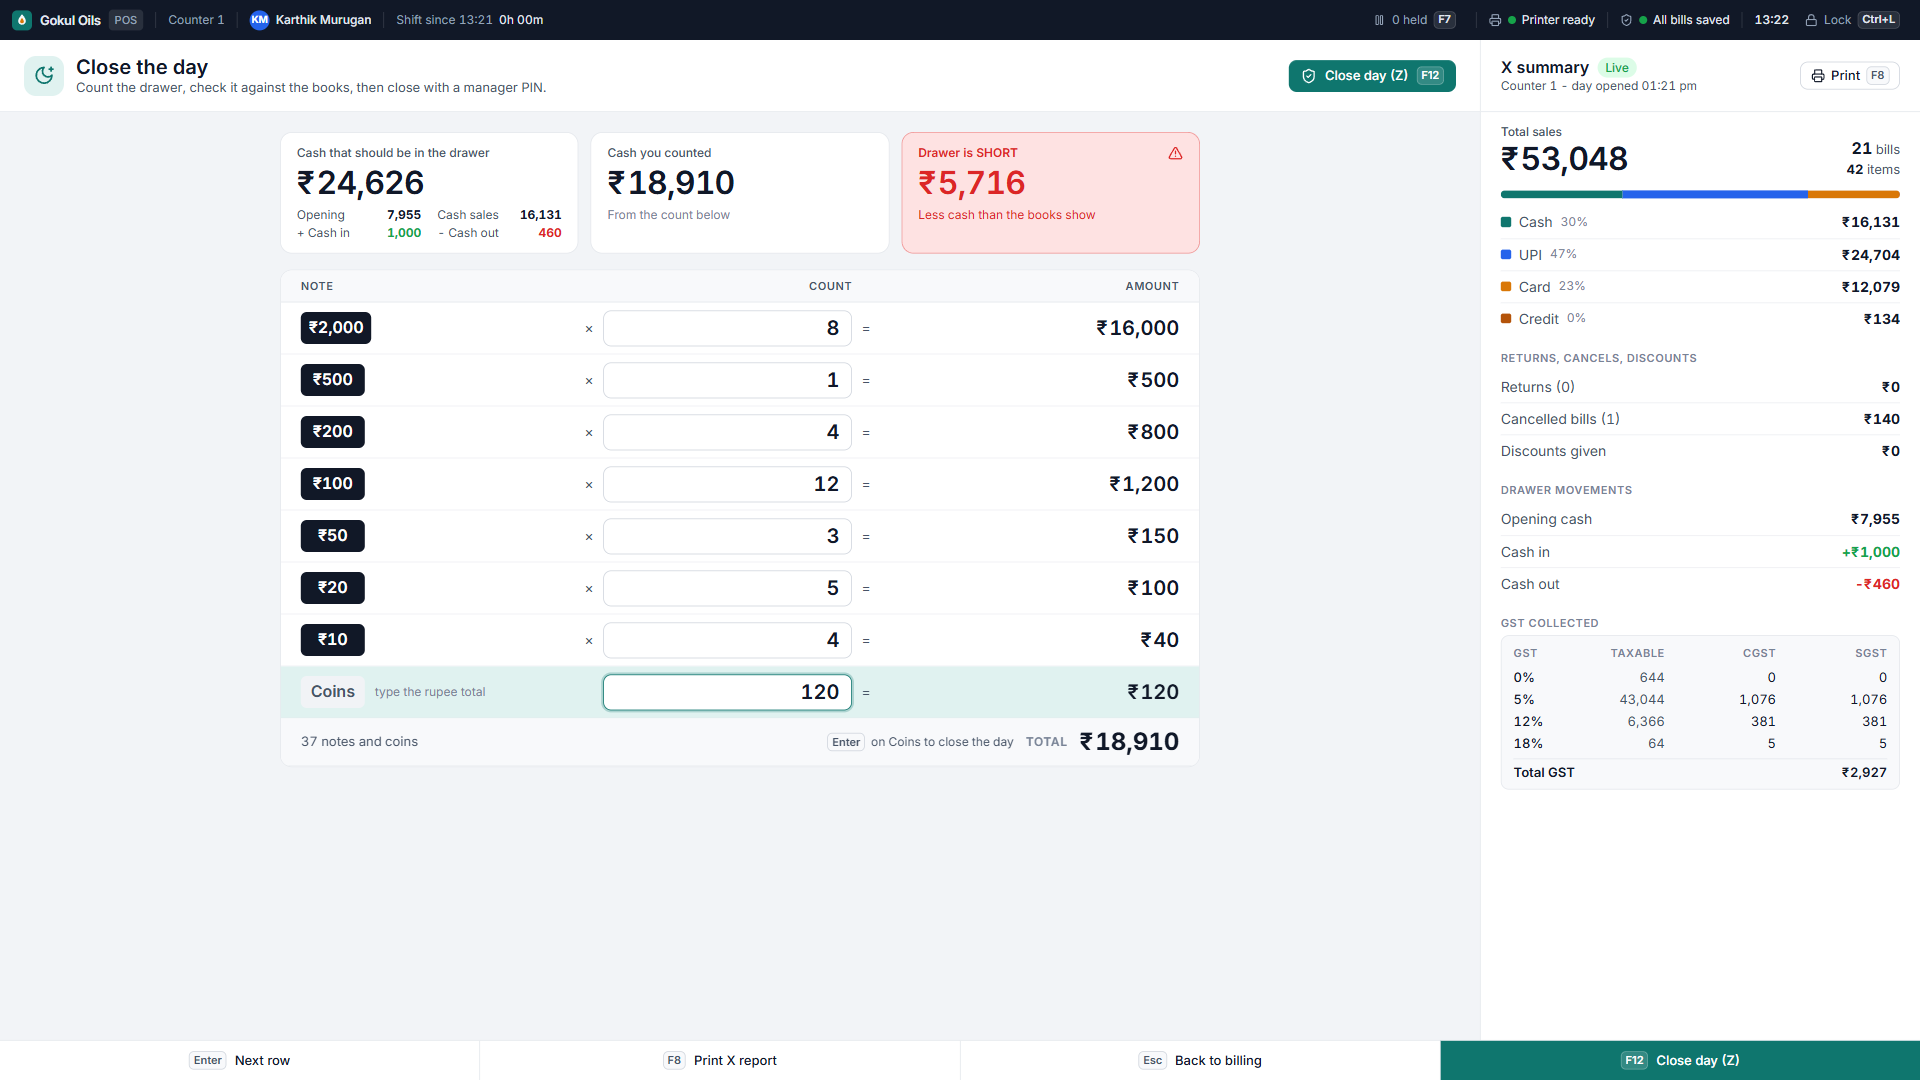 Gokul Oils POS Counter 1 KM Karthik Murugan Shift since 13:21 0h 00m 0 held F7 Printer ready All bills saved 13:22 Lock Ctrl+L
Close the day
Count the drawer, check it against the books, then close with a manager PIN.
Close day (Z) F12
Cash that should be in the drawer
₹24,626
Opening 7,955 Cash sales 16,131
+ Cash in 1,000 - Cash out 460
Cash you counted
₹18,910
From the count below
Drawer is SHORT
₹5,716
Less cash than the books show
NOTE COUNT AMOUNT
₹2,000 × 8 = ₹16,000
₹500 × 1 = ₹500
₹200 × 4 = ₹800
₹100 × 12 = ₹1,200
₹50 × 3 = ₹150
₹20 × 5 = ₹100
₹10 × 4 = ₹40
Coins type the rupee total 120 = ₹120
37 notes and coins Enter on Coins to close the day TOTAL ₹18,910
X summary Live
Counter 1 - day opened 01:21 pm
Print F8
Total sales
₹53,048
21 bills
42 items
Cash 30% ₹16,131
UPI 47% ₹24,704
Card 23% ₹12,079
Credit 0% ₹134
RETURNS, CANCELS, DISCOUNTS
Returns (0) ₹0
Cancelled bills (1) ₹140
Discounts given ₹0
DRAWER MOVEMENTS
Opening cash ₹7,955
Cash in +₹1,000
Cash out -₹460
GST COLLECTED
GST TAXABLE CGST SGST
0% 644 0 0
5% 43,044 1,076 1,076
12% 6,366 381 381
18% 64 5 5
Total GST ₹2,927
Enter Next row
F8 Print X report
Esc Back to billing
F12 Close day (Z)